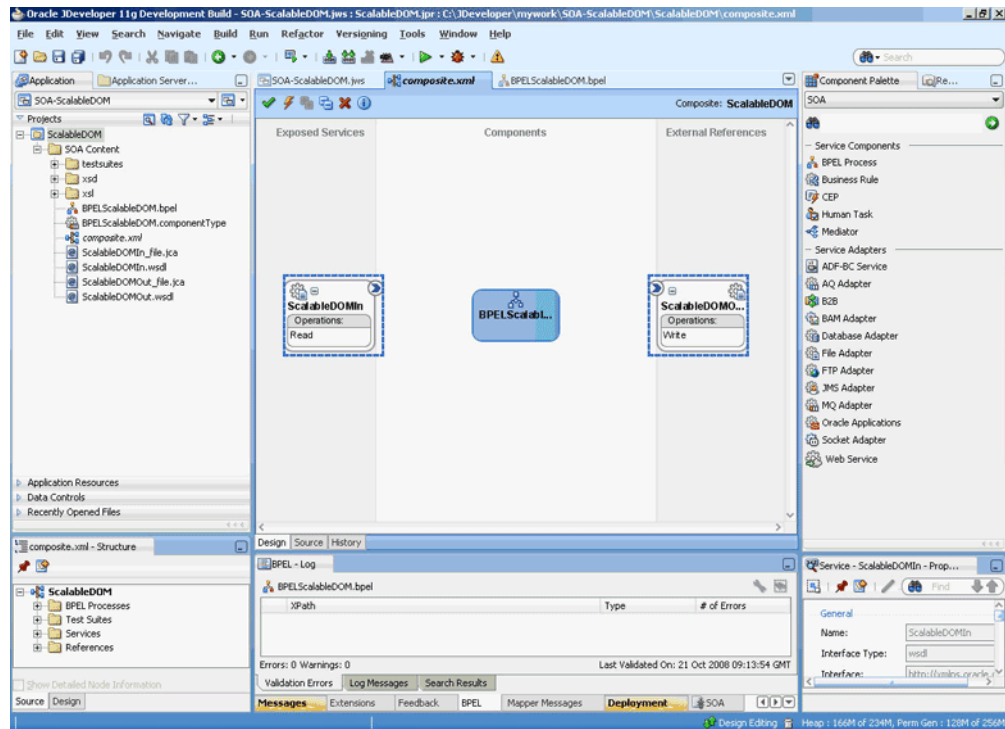 Oracle JDeveloper 11g Development Build - SOA-ScalableDOM.jws : ScalableDOM.jpr : C:\JDeveloper\mywork\SOA-ScalableDOM\ScalableDOM\composite.xml
File Edit View Search Navigate Build Run Refactor Versioning Tools Window Help
Search
Application
Application Server...
SOA-ScalableDOM.jws
composite.xml
BPELScalableDOM.bpel
Component Palette
Re...
SOA-ScalableDOM
Composite: ScalableDOM
SOA
Projects
ScalableDOM
SOA Content
testsuites
xsd
xsl
BPELScalableDOM.bpel
BPELScalableDOM.componentType
composite.xml
ScalableDOMIn_file.jca
ScalableDOMIn.wsdl
ScalableDOMOut_file.jca
ScalableDOMOut.wsdl
Application Resources
Data Controls
Recently Opened Files
Exposed Services
Components
External References
ScalableDOMIn
Operations:
Read
BPELScalabl...
ScalableDOMO...
Operations:
Write
Design Source History
Service Components
BPEL Process
Business Rule
CEP
Human Task
Mediator
Service Adapters
ADF-BC Service
AQ Adapter
B2B
BAM Adapter
Database Adapter
File Adapter
FTP Adapter
JMS Adapter
MQ Adapter
Oracle Applications
Socket Adapter
Web Service
composite.xml - Structure
ScalableDOM
BPEL Processes
Test Suites
Services
References
Show Detailed Node Information
Source Design
BPEL - Log
BPELScalableDOM.bpel
XPath Type # of Errors
Errors: 0 Warnings: 0
Last Validated On: 21 Oct 2008 09:13:54 GMT
Validation Errors Log Messages Search Results
Messages Extensions Feedback BPEL Mapper Messages Deployment SOA
Service - ScalableDOMIn - Prop...
Find
General
Name: ScalableDOMIn
Interface Type: wsdl
Interface:
Design Editing
Heap : 166M of 234M, Perm Gen : 128M of 256M